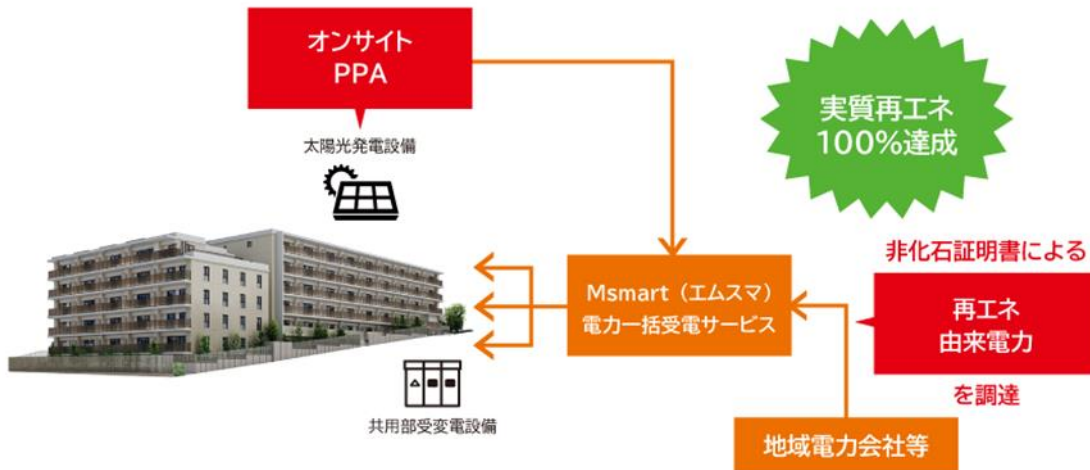 オンサイト
PPA
太陽光発電設備
実質再エネ
100%達成
非化石証明書による
再エネ
由来電力
を調達
Msmart（エムスマ）
電力一括受電サービス
共用部受変電設備
地域電力会社等